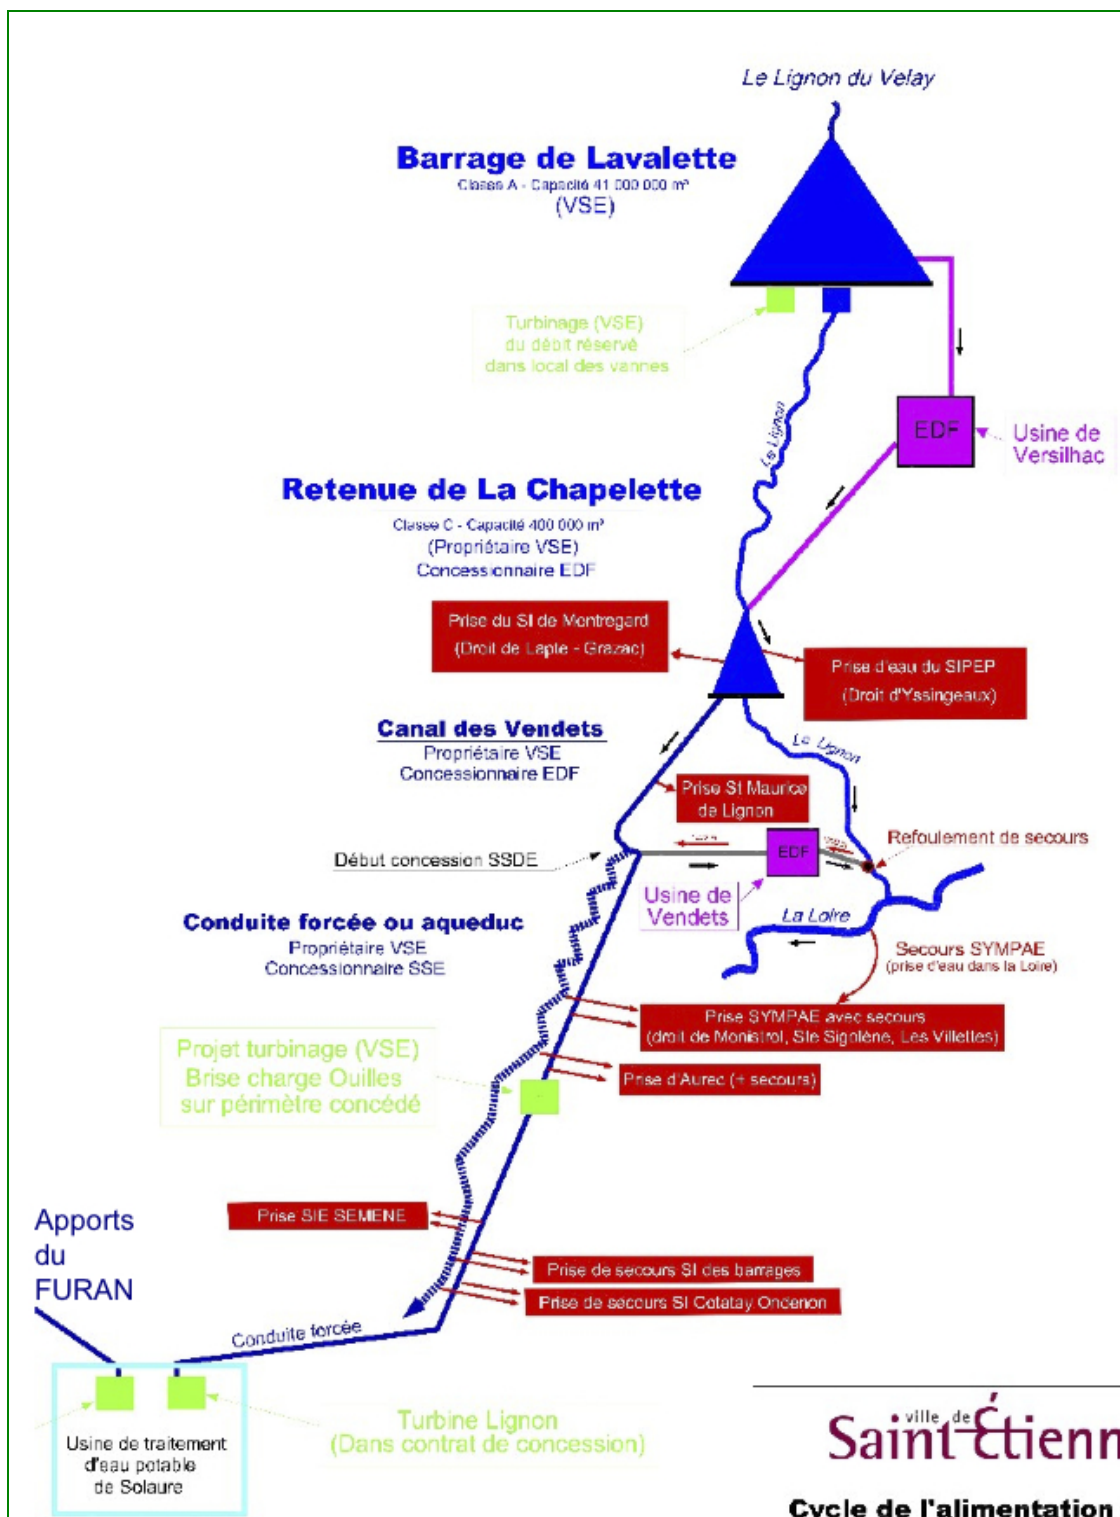 Le Lignon du Velay
Barrage de Lavalette
Classe A - Capacité 41 000 000 m³
(VSE)
Turbinage (VSE)
du débit réservé
dans local des vannes
Le Lignon
EDF
Usine de
Versilhac
Retenue de La Chapelette
Classe C - Capacité 400 000 m³
(Propriétaire VSE)
Concessionnaire EDF
Prise du SI de Montregard
(Droit de Lapte - Grazac)
Prise d'eau du SIPEP
(Droit d'Yssingeaux)
Canal des Vendets
Propriétaire VSE
Concessionnaire EDF
Le Lignon
Prise St Maurice
de Lignon
Début concession SSDE
EDF
Refoulement de secours
Usine de
Vendets
La Loire
Conduite forcée ou aqueduc
Propriétaire VSE
Concessionnaire SSE
Secours SYMPAE
(prise d'eau dans la Loire)
Prise SYMPAE avec secours
(droit de Monistrol, Ste Sigolène, Les Villettes)
Projet turbinage (VSE)
Brise charge Ouilles
sur périmètre concédé
Prise d'Aurec (+ secours)
Prise SIE SEMENE
Apports
du
FURAN
Prise de secours SI des barrages
Prise de secours SI Cotatay Ondenon
Conduite forcée
Turbine Lignon
(Dans contrat de concession)
Usine de traitement
d'eau potable
de Solaure
ville de
Saint-Étienn
Cycle de l'alimentation